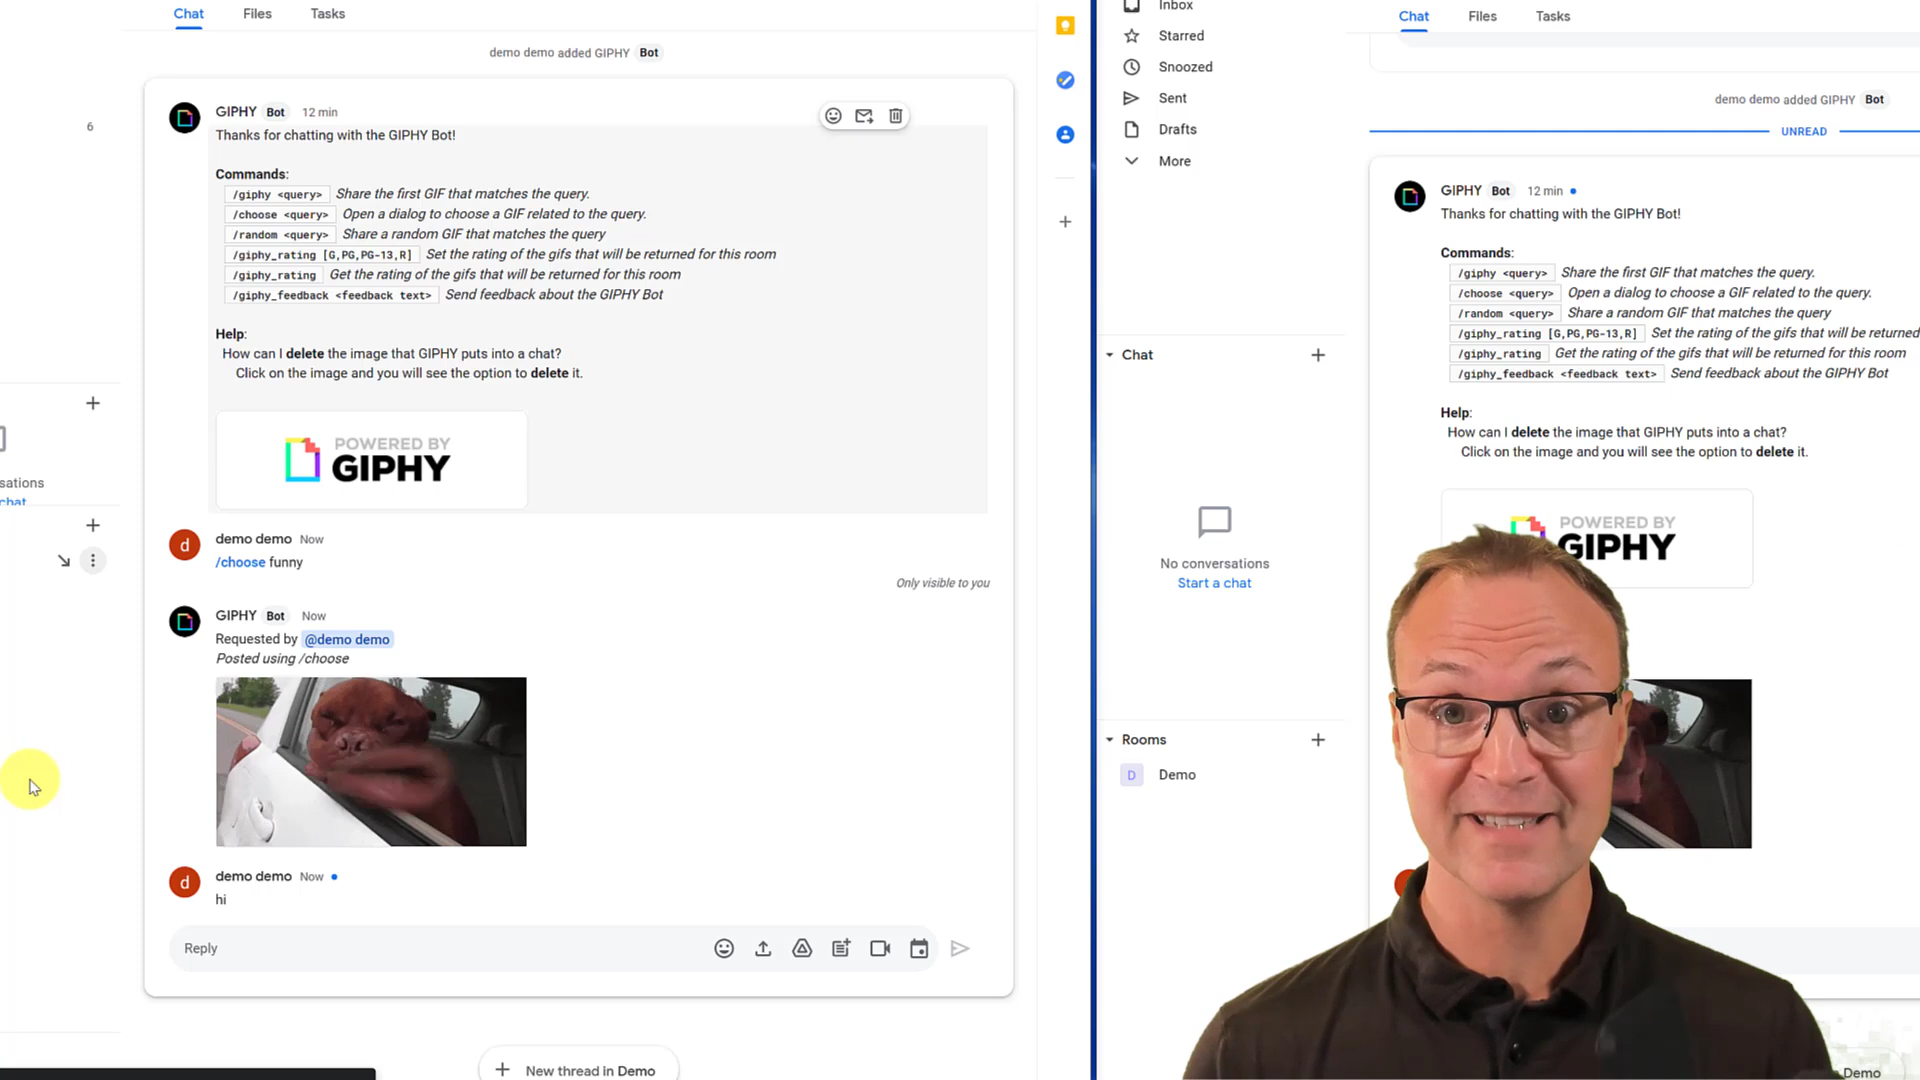 Chat Files Tasks
demo demo added GIPHY Bot
6
GIPHY Bot 12 min
Thanks for chatting with the GIPHY Bot!
Commands:
/giphy <query> Share the first GIF that matches the query.
/choose <query> Open a dialog to choose a GIF related to the query.
/random <query> Share a random GIF that matches the query
/giphy_rating [G,PG,PG-13,R] Set the rating of the gifs that will be returned for this room
/giphy_rating Get the rating of the gifs that will be returned for this room
/giphy_feedback <feedback text> Send feedback about the GIPHY Bot
Help:
How can I delete the image that GIPHY puts into a chat?
Click on the image and you will see the option to delete it.
POWERED BY
GIPHY
sations
chat
d
demo demo Now
/choose funny
Only visible to you
GIPHY Bot Now
Requested by @demo demo
Posted using /choose
d
demo demo Now
hi
Reply
New thread in Demo
Inbox
Starred
Snoozed
Sent
Drafts
More
Chat
No conversations
Start a chat
Rooms
D Demo
Chat Files Tasks
demo demo added GIPHY Bot
UNREAD
GIPHY Bot 12 min
Thanks for chatting with the GIPHY Bot!
Commands:
/giphy <query> Share the first GIF that matches the query.
/choose <query> Open a dialog to choose a GIF related to the query.
/random <query> Share a random GIF that matches the query
/giphy_rating [G,PG,PG-13,R] Set the rating of the gifs that will be returned
/giphy_rating Get the rating of the gifs that will be returned for this room
/giphy_feedback <feedback text> Send feedback about the GIPHY Bot
Help:
How can I delete the image that GIPHY puts into a chat?
Click on the image and you will see the option to delete it.
POWERED BY
GIPHY
Demo